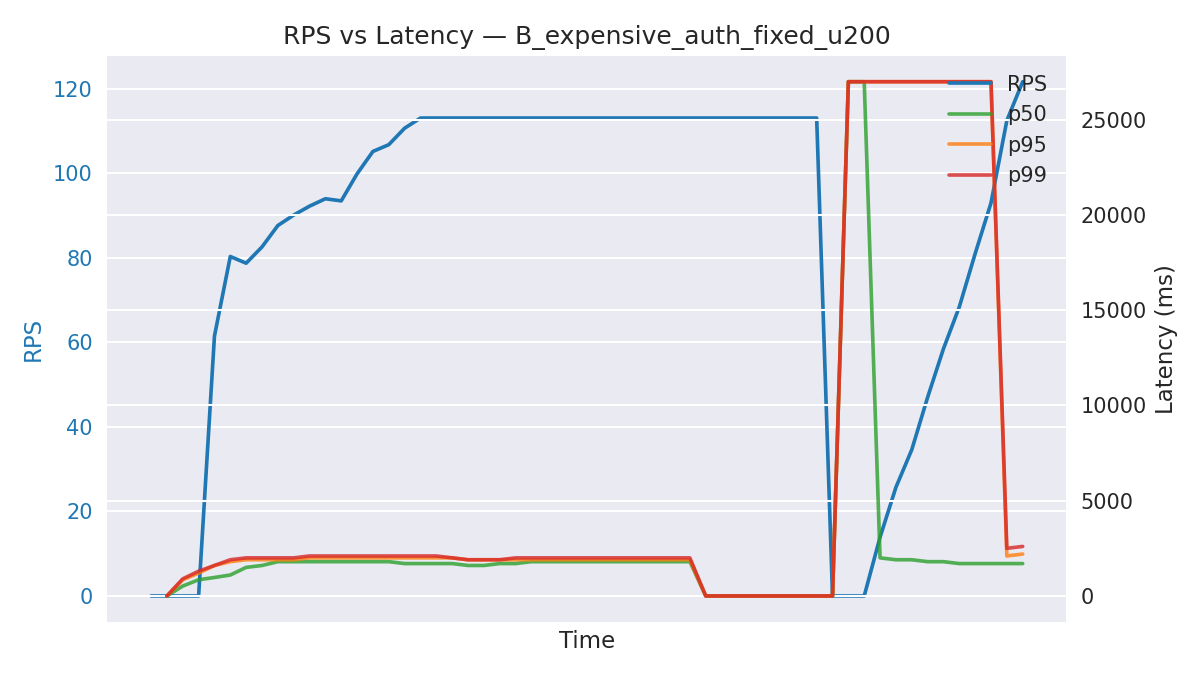 RPS vs Latency — B_expensive_auth_fixed_u200
120
100
80
60
40
20
0
RPS
25000
20000
15000
10000
5000
0
Latency (ms)
RPS
p50
p95
p99
Time